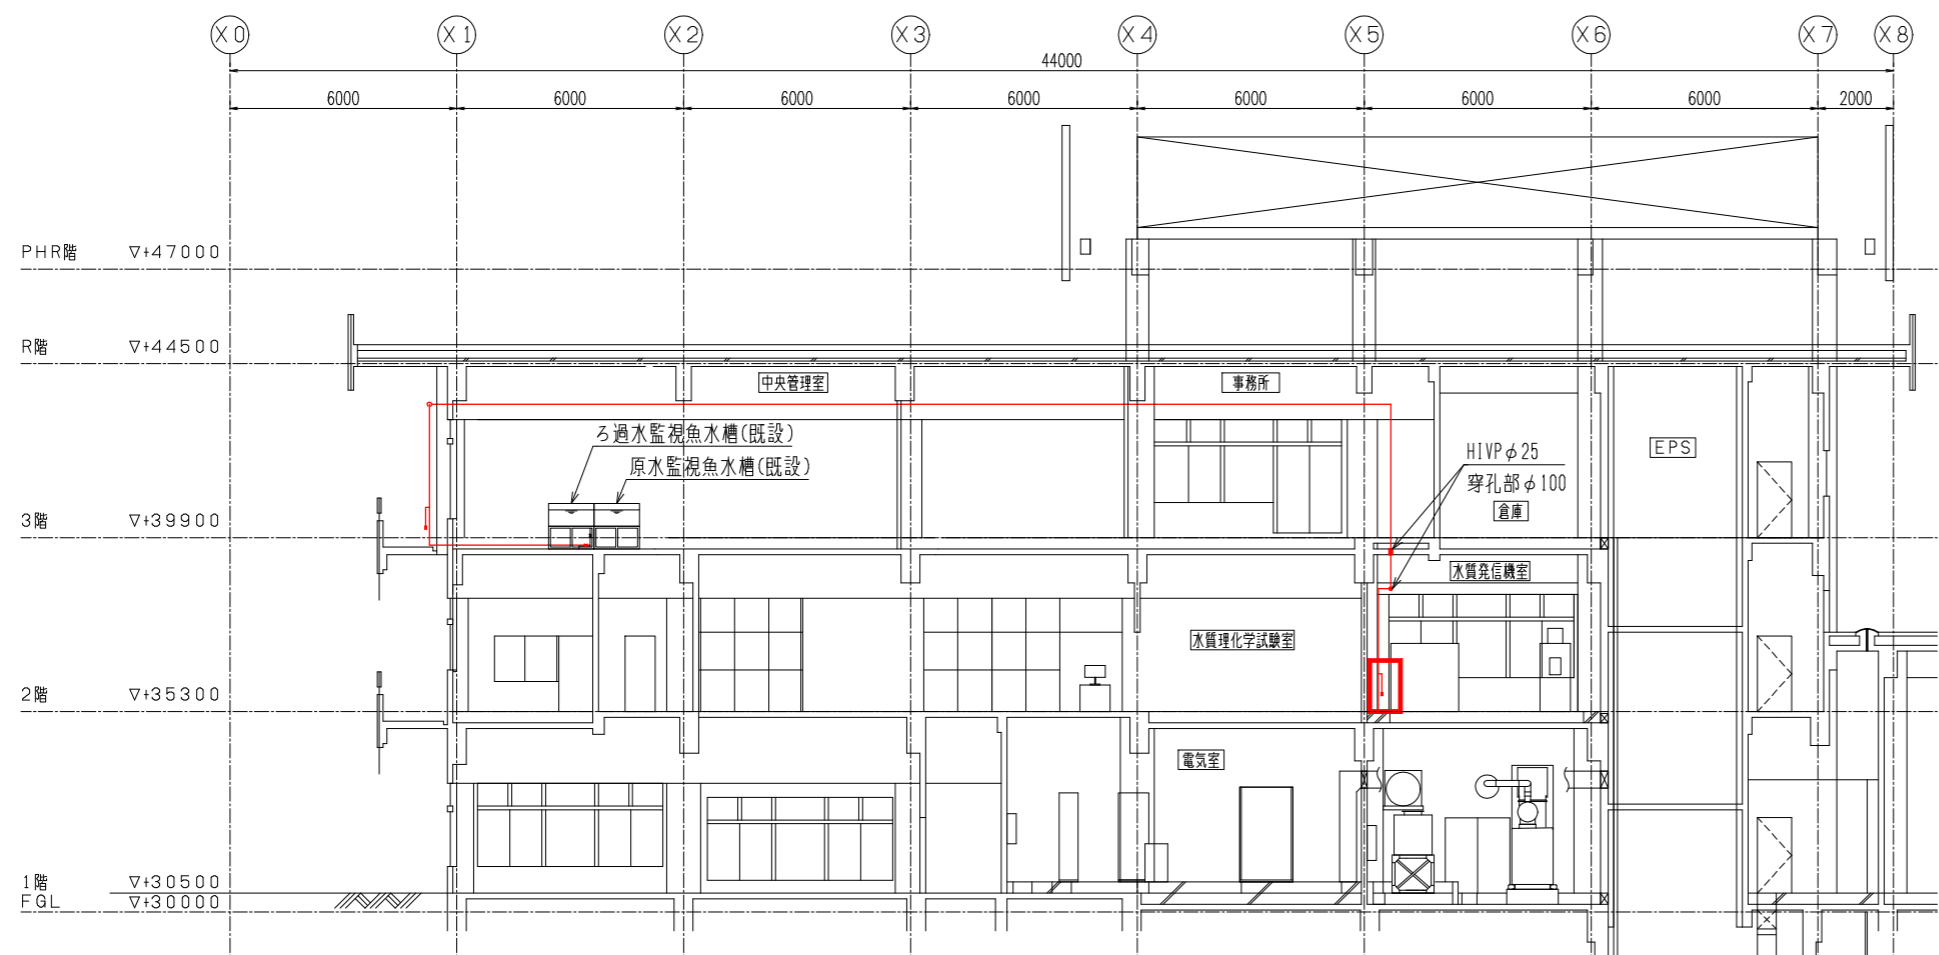 X0 X1 X2 X3 X4 X5 X6 X7 X8
44000
6000 6000 6000 6000 6000 6000 6000 2000
PHR階 ▽+47000
R階 ▽+44500
中央管理室 事務所
ろ過水監視魚水槽(既設)
原水監視魚水槽(既設)
HIVPφ25
穿孔部φ100
EPS
倉庫
3階 ▽+39900
水質発信機室
水質理化学試験室
2階 ▽+35300
電気室
1階 ▽+30500
FGL ▽+30000